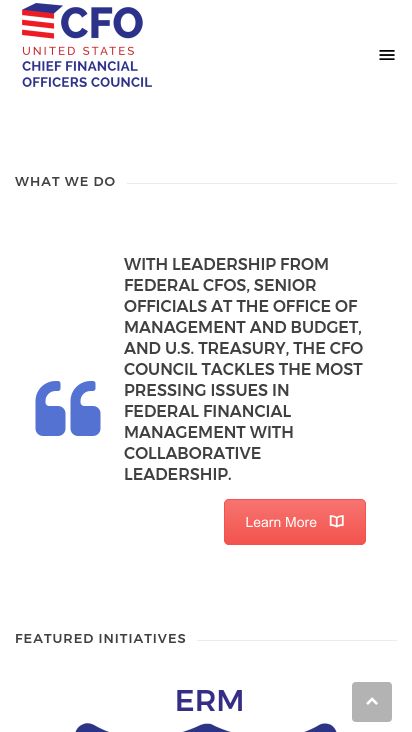 CFO
UNITED STATES
CHIEF FINANCIAL
OFFICERS COUNCIL
WHAT WE DO
WITH LEADERSHIP FROM
FEDERAL CFOS, SENIOR
OFFICIALS AT THE OFFICE OF
MANAGEMENT AND BUDGET,
AND U.S. TREASURY, THE CFO
COUNCIL TACKLES THE MOST
PRESSING ISSUES IN
FEDERAL FINANCIAL
MANAGEMENT WITH
COLLABORATIVE
LEADERSHIP.
Learn More
FEATURED INITIATIVES
ERM